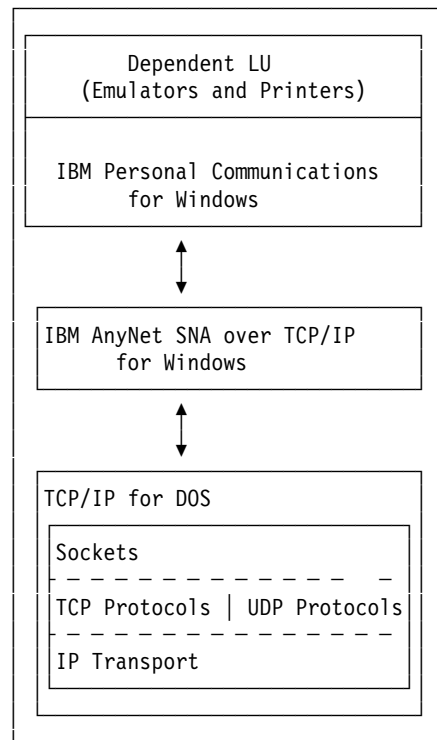 Dependent LU
(Emulators and Printers)
IBM Personal Communications
for Windows
IBM AnyNet SNA over TCP/IP
for Windows
TCP/IP for DOS
Sockets
TCP Protocols | UDP Protocols
IP Transport